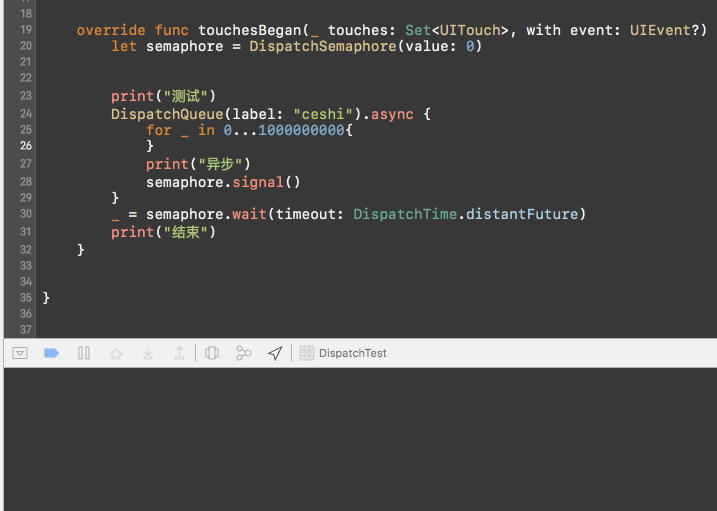 18
19 override func touchesBegan(_ touches: Set<UITouch>, with event: UIEvent?)
20 let semaphore = DispatchSemaphore(value: 0)
21
22
23 print("测试")
24 DispatchQueue(label: "ceshi").async {
25 for _ in 0...1000000000{
26 }
27 print("异步")
28 semaphore.signal()
29 }
30 _ = semaphore.wait(timeout: DispatchTime.distantFuture)
31 print("结束")
32 }
33
34
35 }
36
37
DispatchTest